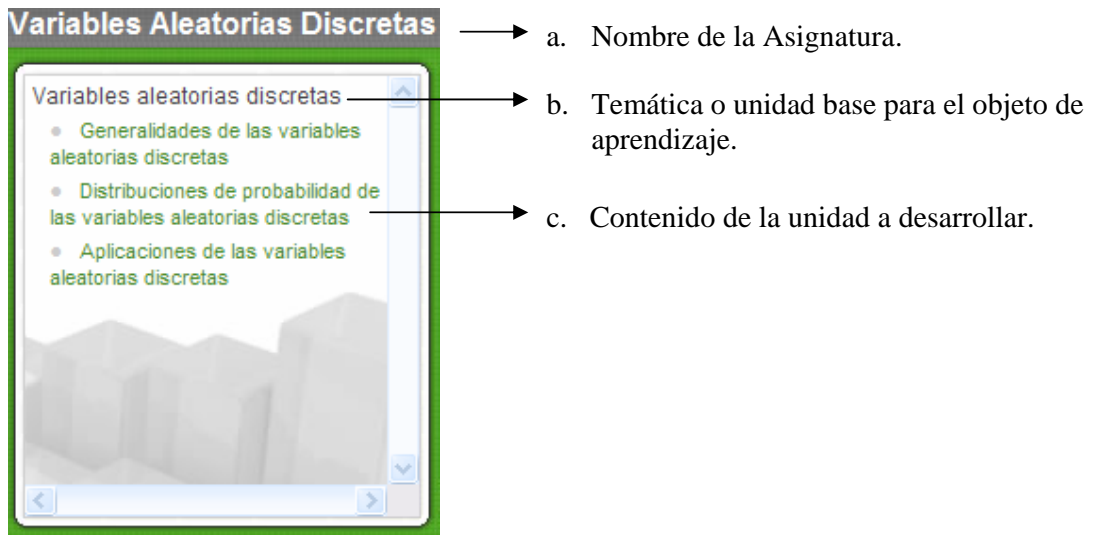 Variables Aleatorias Discretas
a. Nombre de la Asignatura.
Variables aleatorias discretas
b. Temática o unidad base para el objeto de
aprendizaje.
Generalidades de las variables
aleatorias discretas
Distribuciones de probabilidad de
las variables aleatorias discretas
c. Contenido de la unidad a desarrollar.
Aplicaciones de las variables
aleatorias discretas